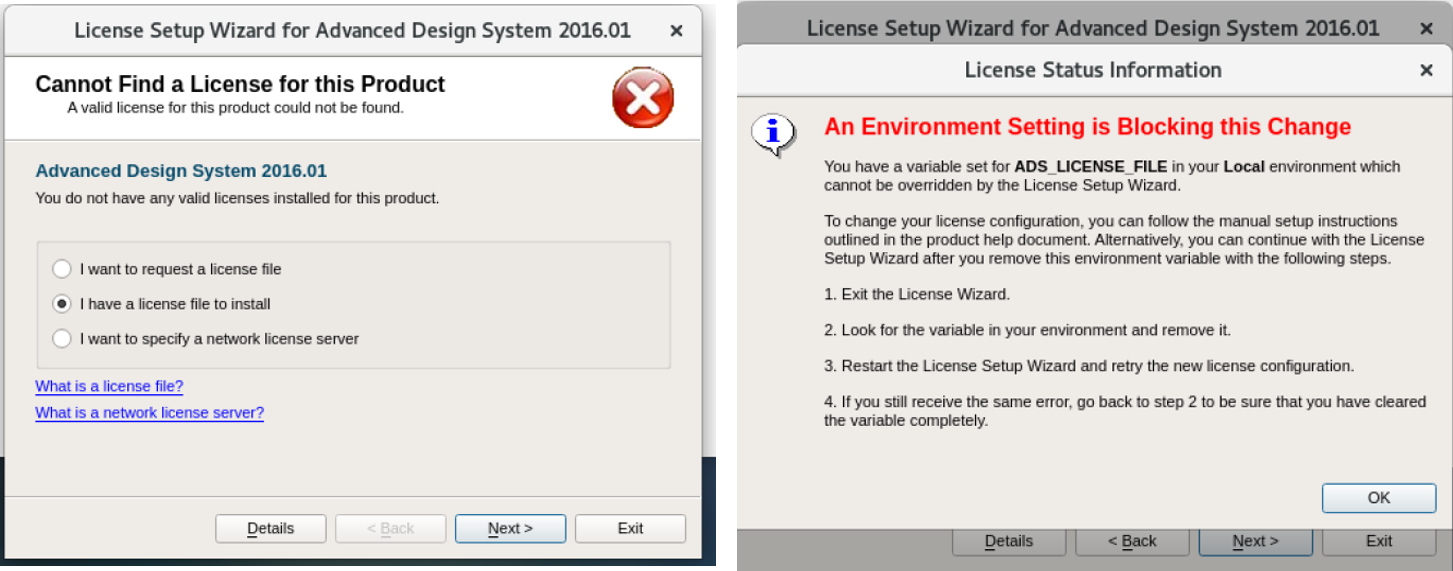 License Setup Wizard for Advanced Design System 2016.01
Cannot Find a License for this Product
A valid license for this product could not be found.
Advanced Design System 2016.01
You do not have any valid licenses installed for this product.
I want to request a license file
I have a license file to install
I want to specify a network license server
What is a license file?
What is a network license server?
Details
< Back
Next >
Exit
License Setup Wizard for Advanced Design System 2016.01
License Status Information
An Environment Setting is Blocking this Change
You have a variable set for ADS_LICENSE_FILE in your Local environment which
cannot be overridden by the License Setup Wizard.
To change your license configuration, you can follow the manual setup instructions
outlined in the product help document. Alternatively, you can continue with the License
Setup Wizard after you remove this environment variable with the following steps.
1. Exit the License Wizard.
2. Look for the variable in your environment and remove it.
3. Restart the License Setup Wizard and retry the new license configuration.
4. If you still receive the same error, go back to step 2 to be sure that you have cleared
the variable completely.
OK
Details
< Back
Next >
Exit